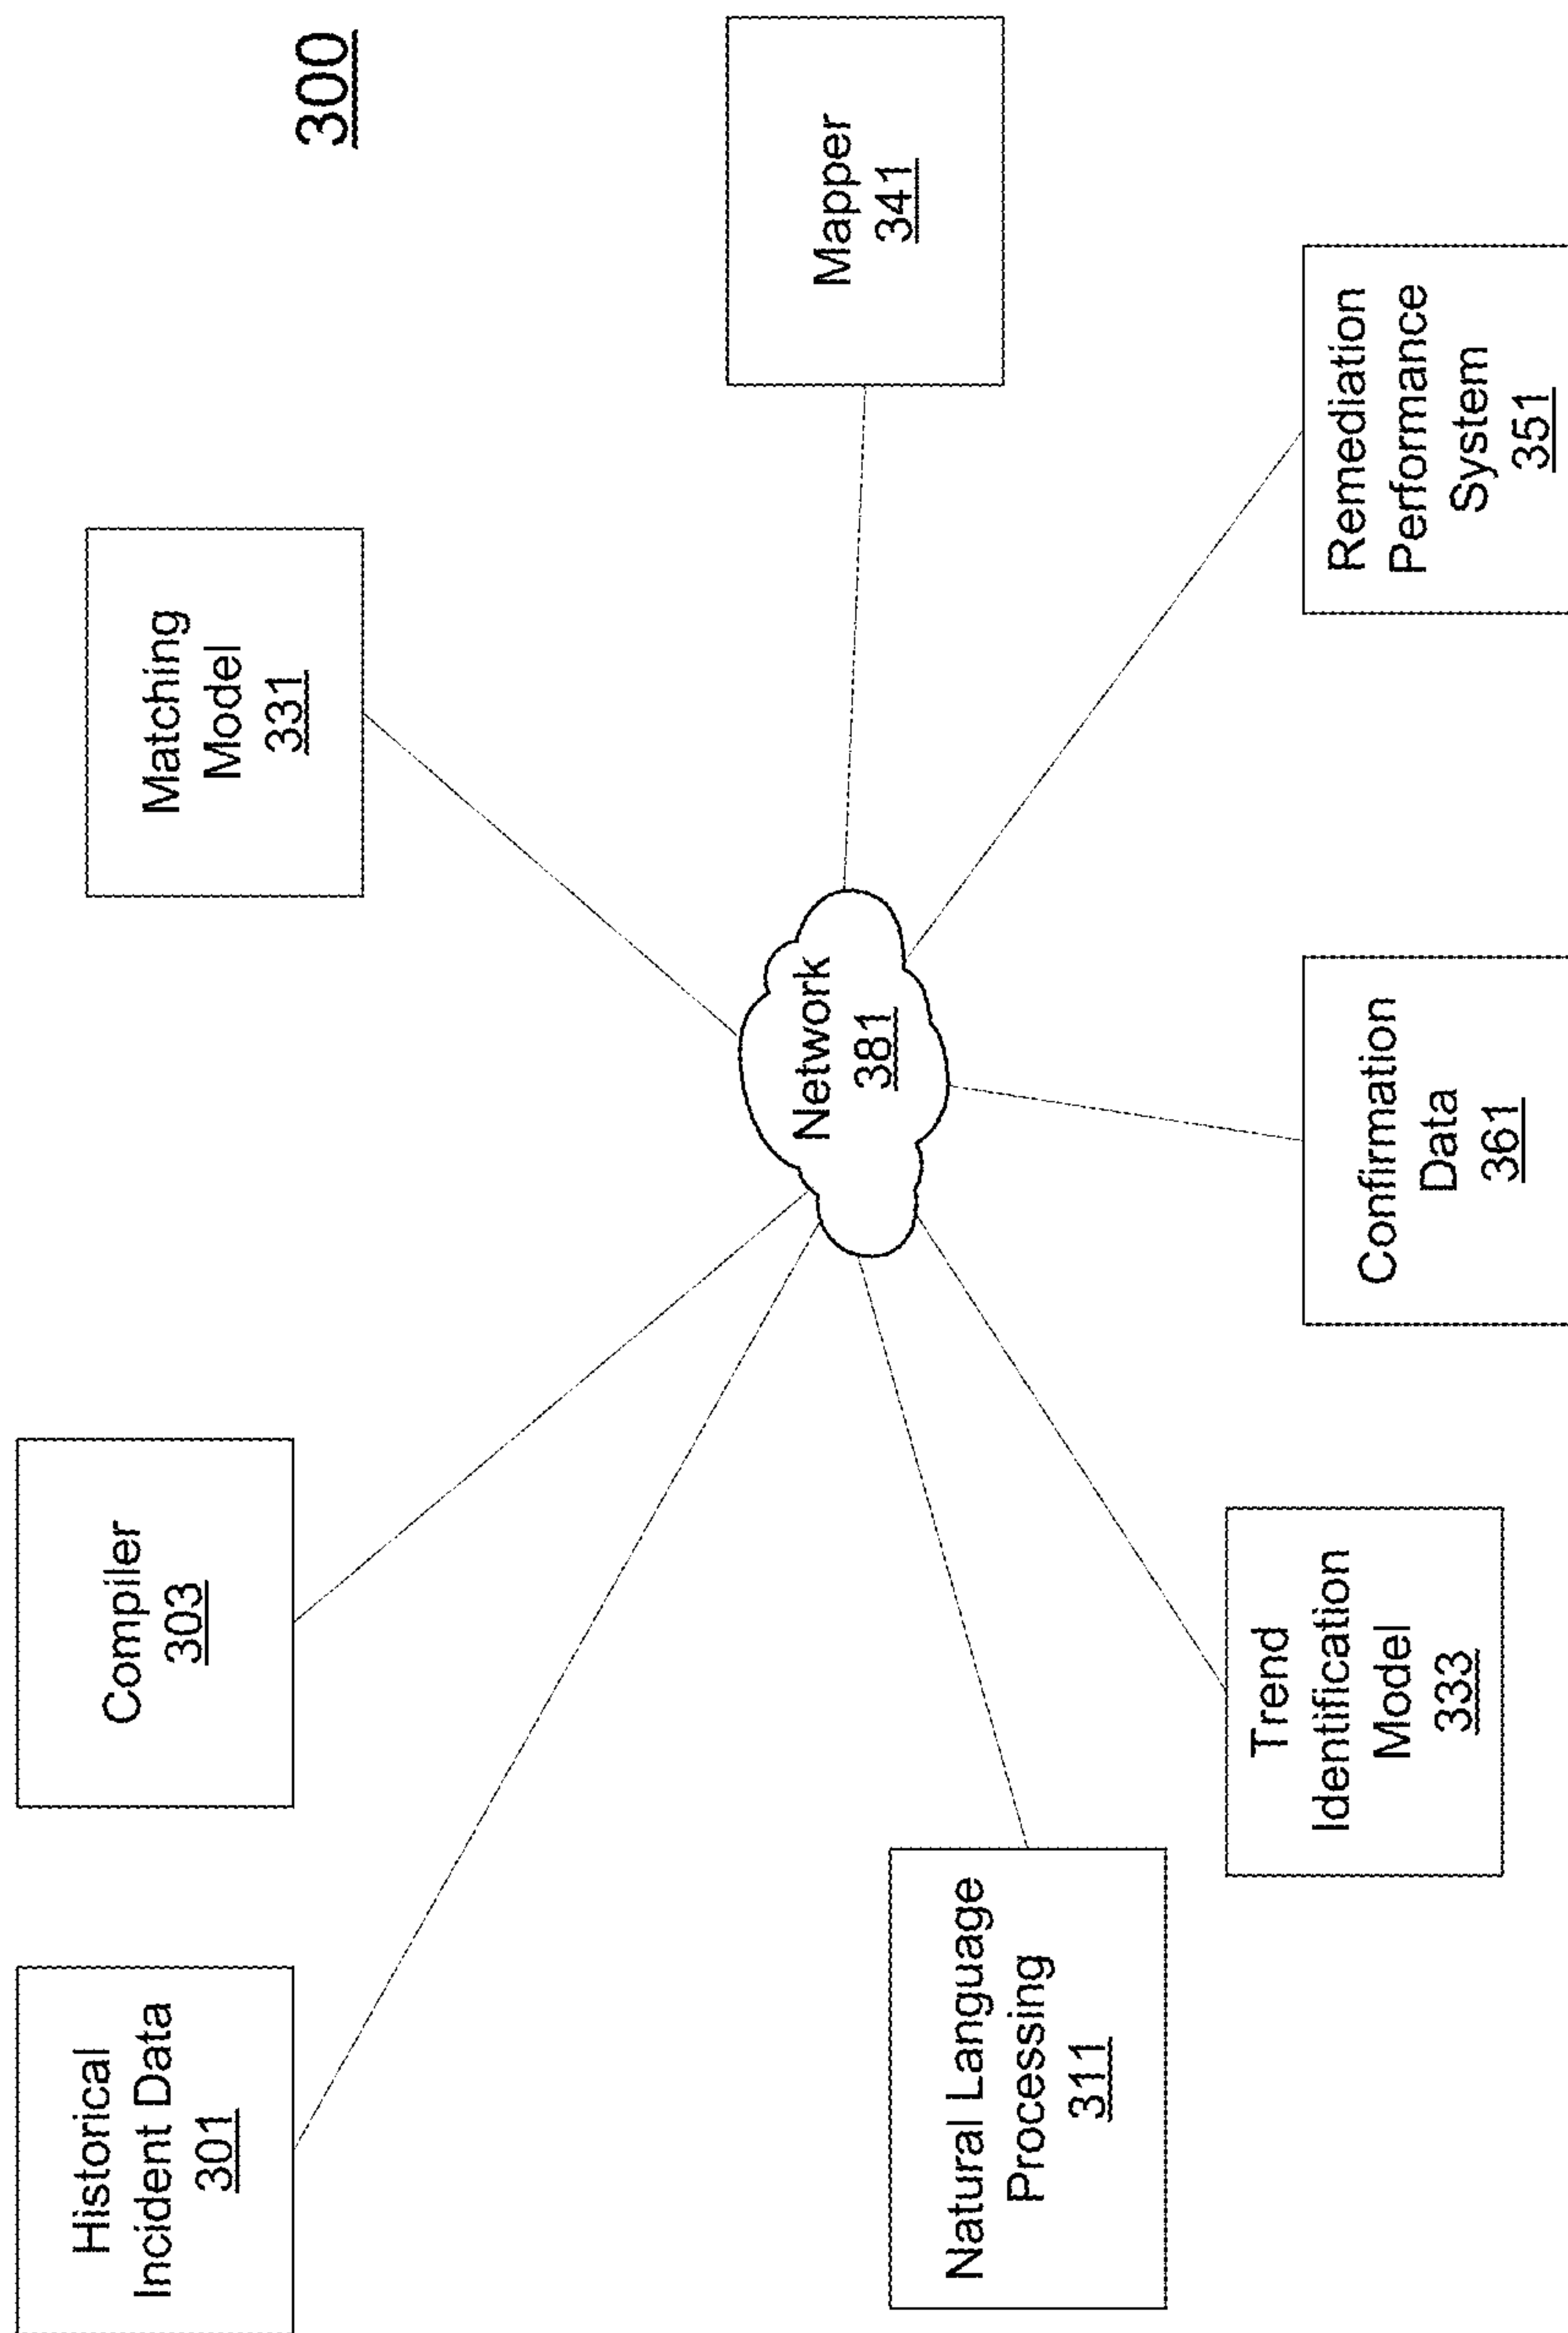 300
Historical
Incident Data
301
Compiler
303
Matching
Model
331
Mapper
341
Network
381
Natural Language
Processing
311
Trend
Identification
Model
333
Confirmation
Data
361
Remediation
Performance
System
351